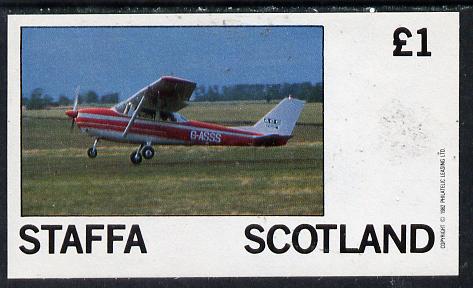 £1
G-ASSS
STAFFA SCOTLAND
COPYRIGHT © 1982 PHILATELIC LEASING LTD.